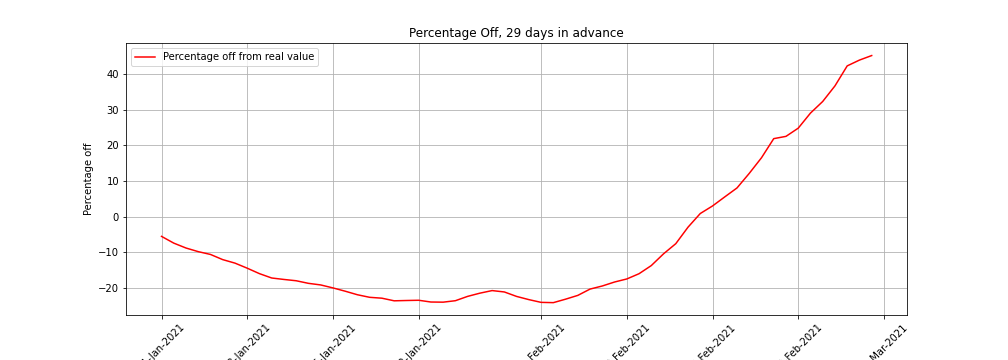 Percentage Off, 29 days in advance
Percentage off from real value
Percentage off
40
30
20
10
0
−10
−20
-Jan-2021
-Jan-2021
-Jan-2021
-Jan-2021
Feb-2021
Feb-2021
Feb-2021
Feb-2021
Mar-2021